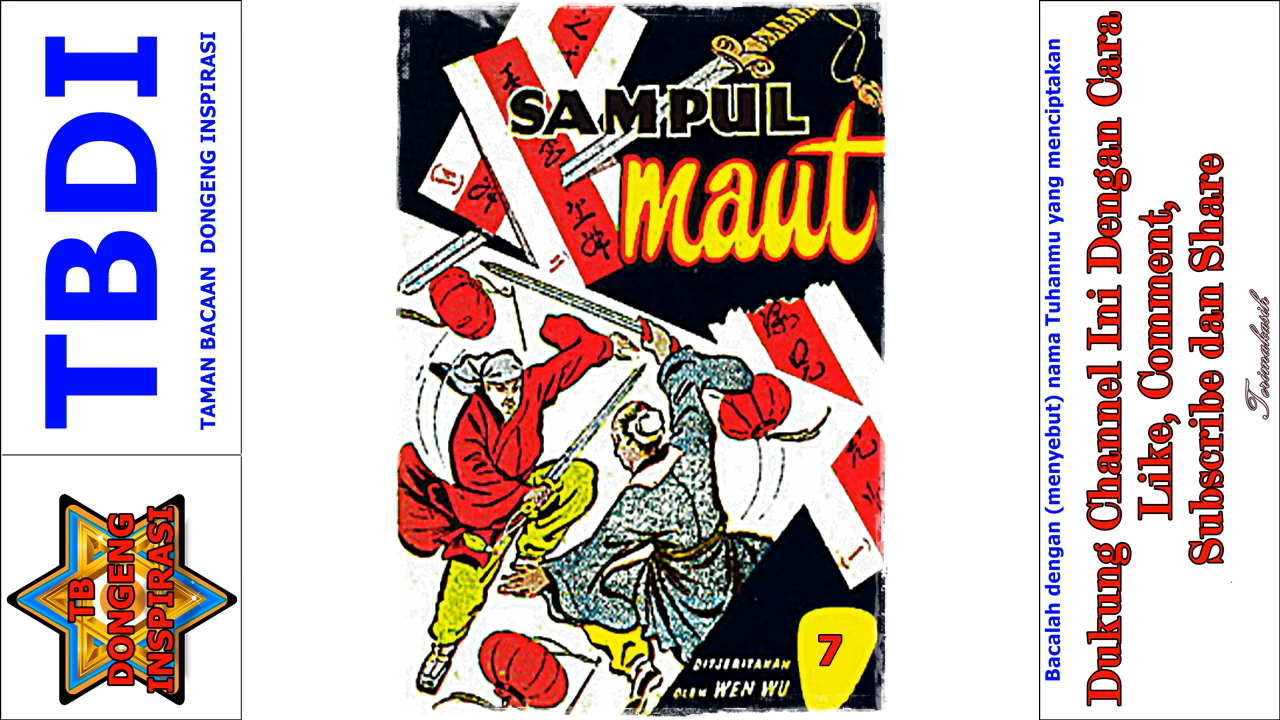 TBDI
TAMAN BACAAN DONGENG INSPIRASI
TB
DONGENG
INSPIRASI
SAMPUL
maut
7
DITJERITAKAN
OLEH WEN WU
Bacalah dengan (menyebut) nama Tuhanmu yang menciptakan
Dukung Channel Ini Dengan Cara
Like, Comment,
Subscribe dan Share
Terimakasih